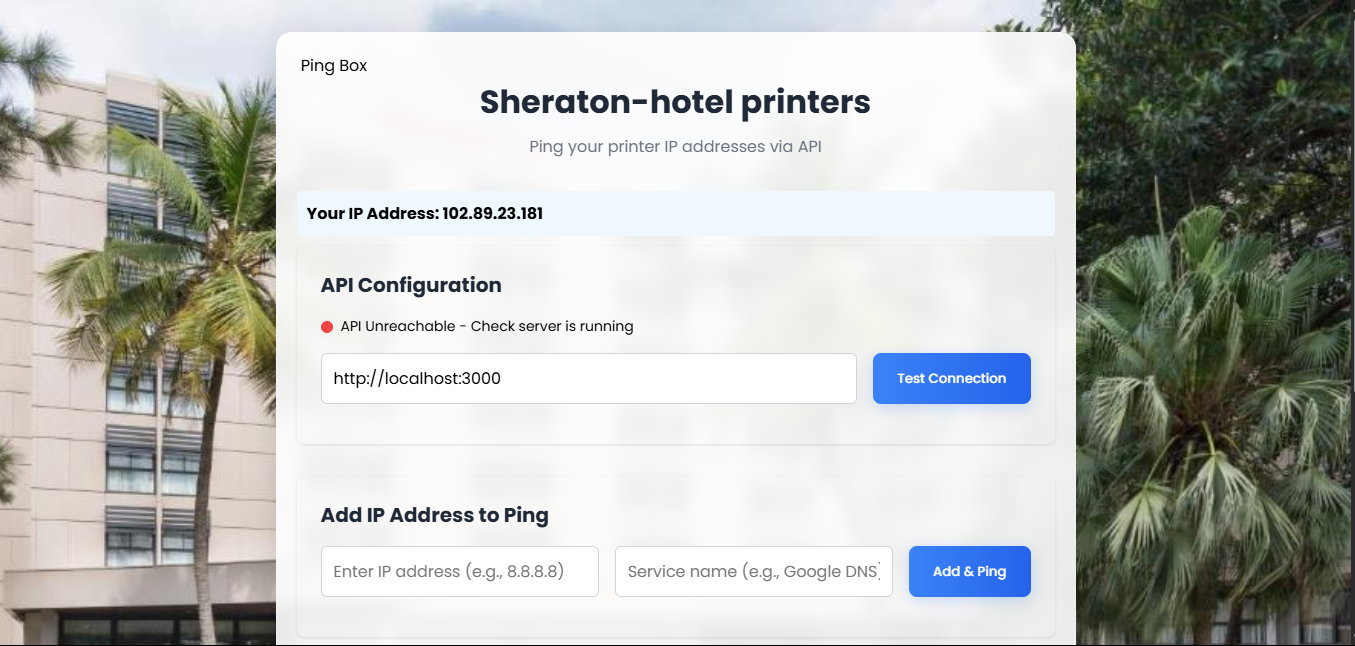 Ping Box
Sheraton-hotel printers
Ping your printer IP addresses via API
Your IP Address: 102.89.23.181
API Configuration
API Unreachable - Check server is running
http://localhost:3000
Test Connection
Add IP Address to Ping
Enter IP address (e.g., 8.8.8.8)
Service name (e.g., Google DNS)
Add & Ping